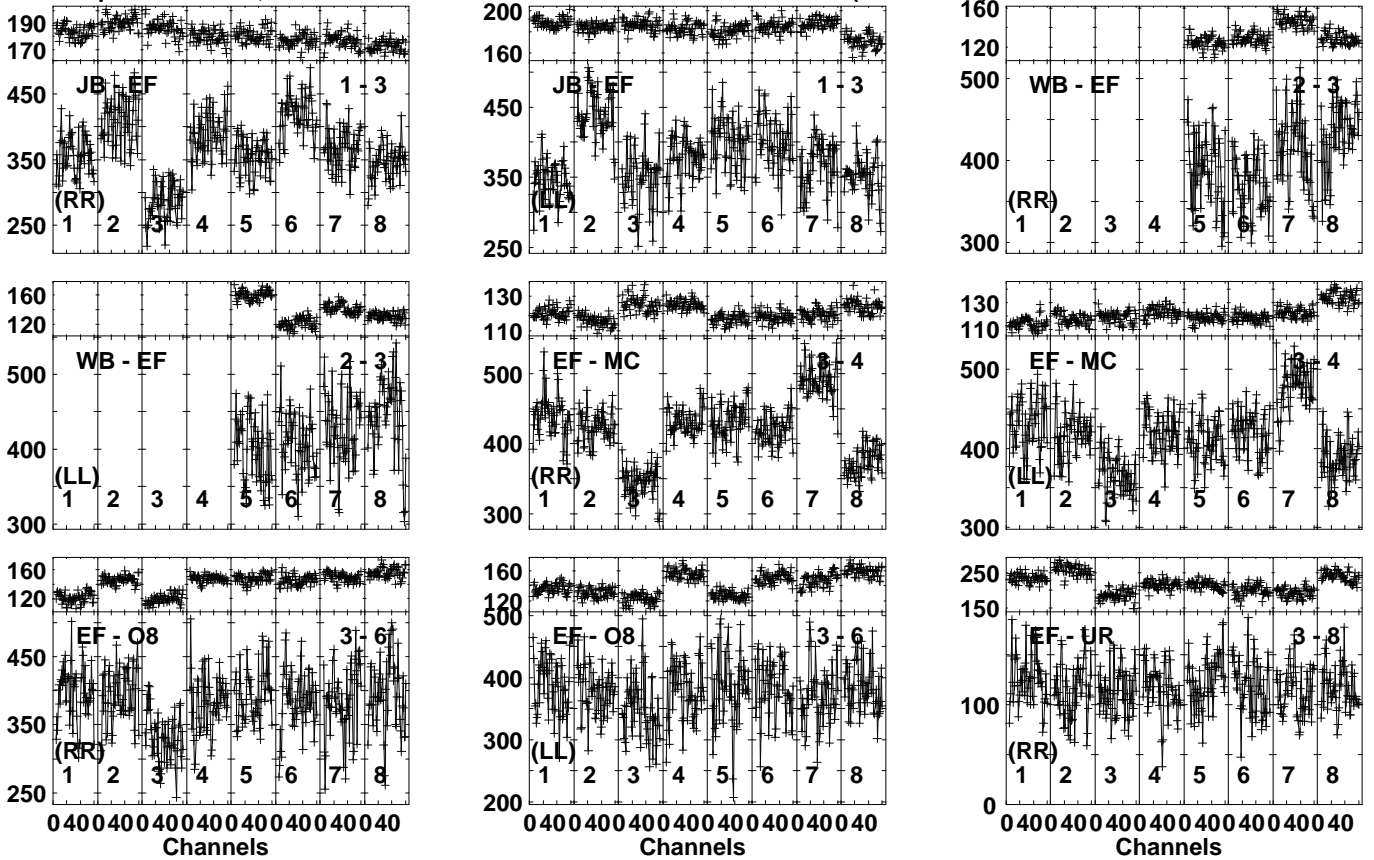 190
170
JB - EF 1 - 3
450
350
250
(RR)
1 2 3 4 5 6 7 8
200
160
JB - EF 1 - 3
450
350
250
(LL)
1 2 3 4 5 6 7 8
160
120
WB - EF 2 - 3
500
400
300
(RR)
1 2 3 4 5 6 7 8
160
120
WB - EF 2 - 3
500
400
300
(LL)
1 2 3 4 5 6 7 8
130
110
EF - MC 3 - 4
500
400
300
(RR)
1 2 3 4 5 6 7 8
130
110
EF - MC 3 - 4
500
400
300
(LL)
1 2 3 4 5 6 7 8
160
120
EF - O8 3 - 6
450
350
250
(RR)
1 2 3 4 5 6 7 8
0 40 0 40 0 40 0 40 0 40 0 40 0 40 0 40
Channels
160
120
500
EF - O8 3 - 6
400
300
200
(LL)
1 2 3 4 5 6 7 8
0 40 0 40 0 40 0 40 0 40 0 40 0 40 0 40
Channels
250
150
EF - UR 3 - 8
100
0
(RR)
1 2 3 4 5 6 7 8
0 40 0 40 0 40 0 40 0 40 0 40 0 40 0 40
Channels